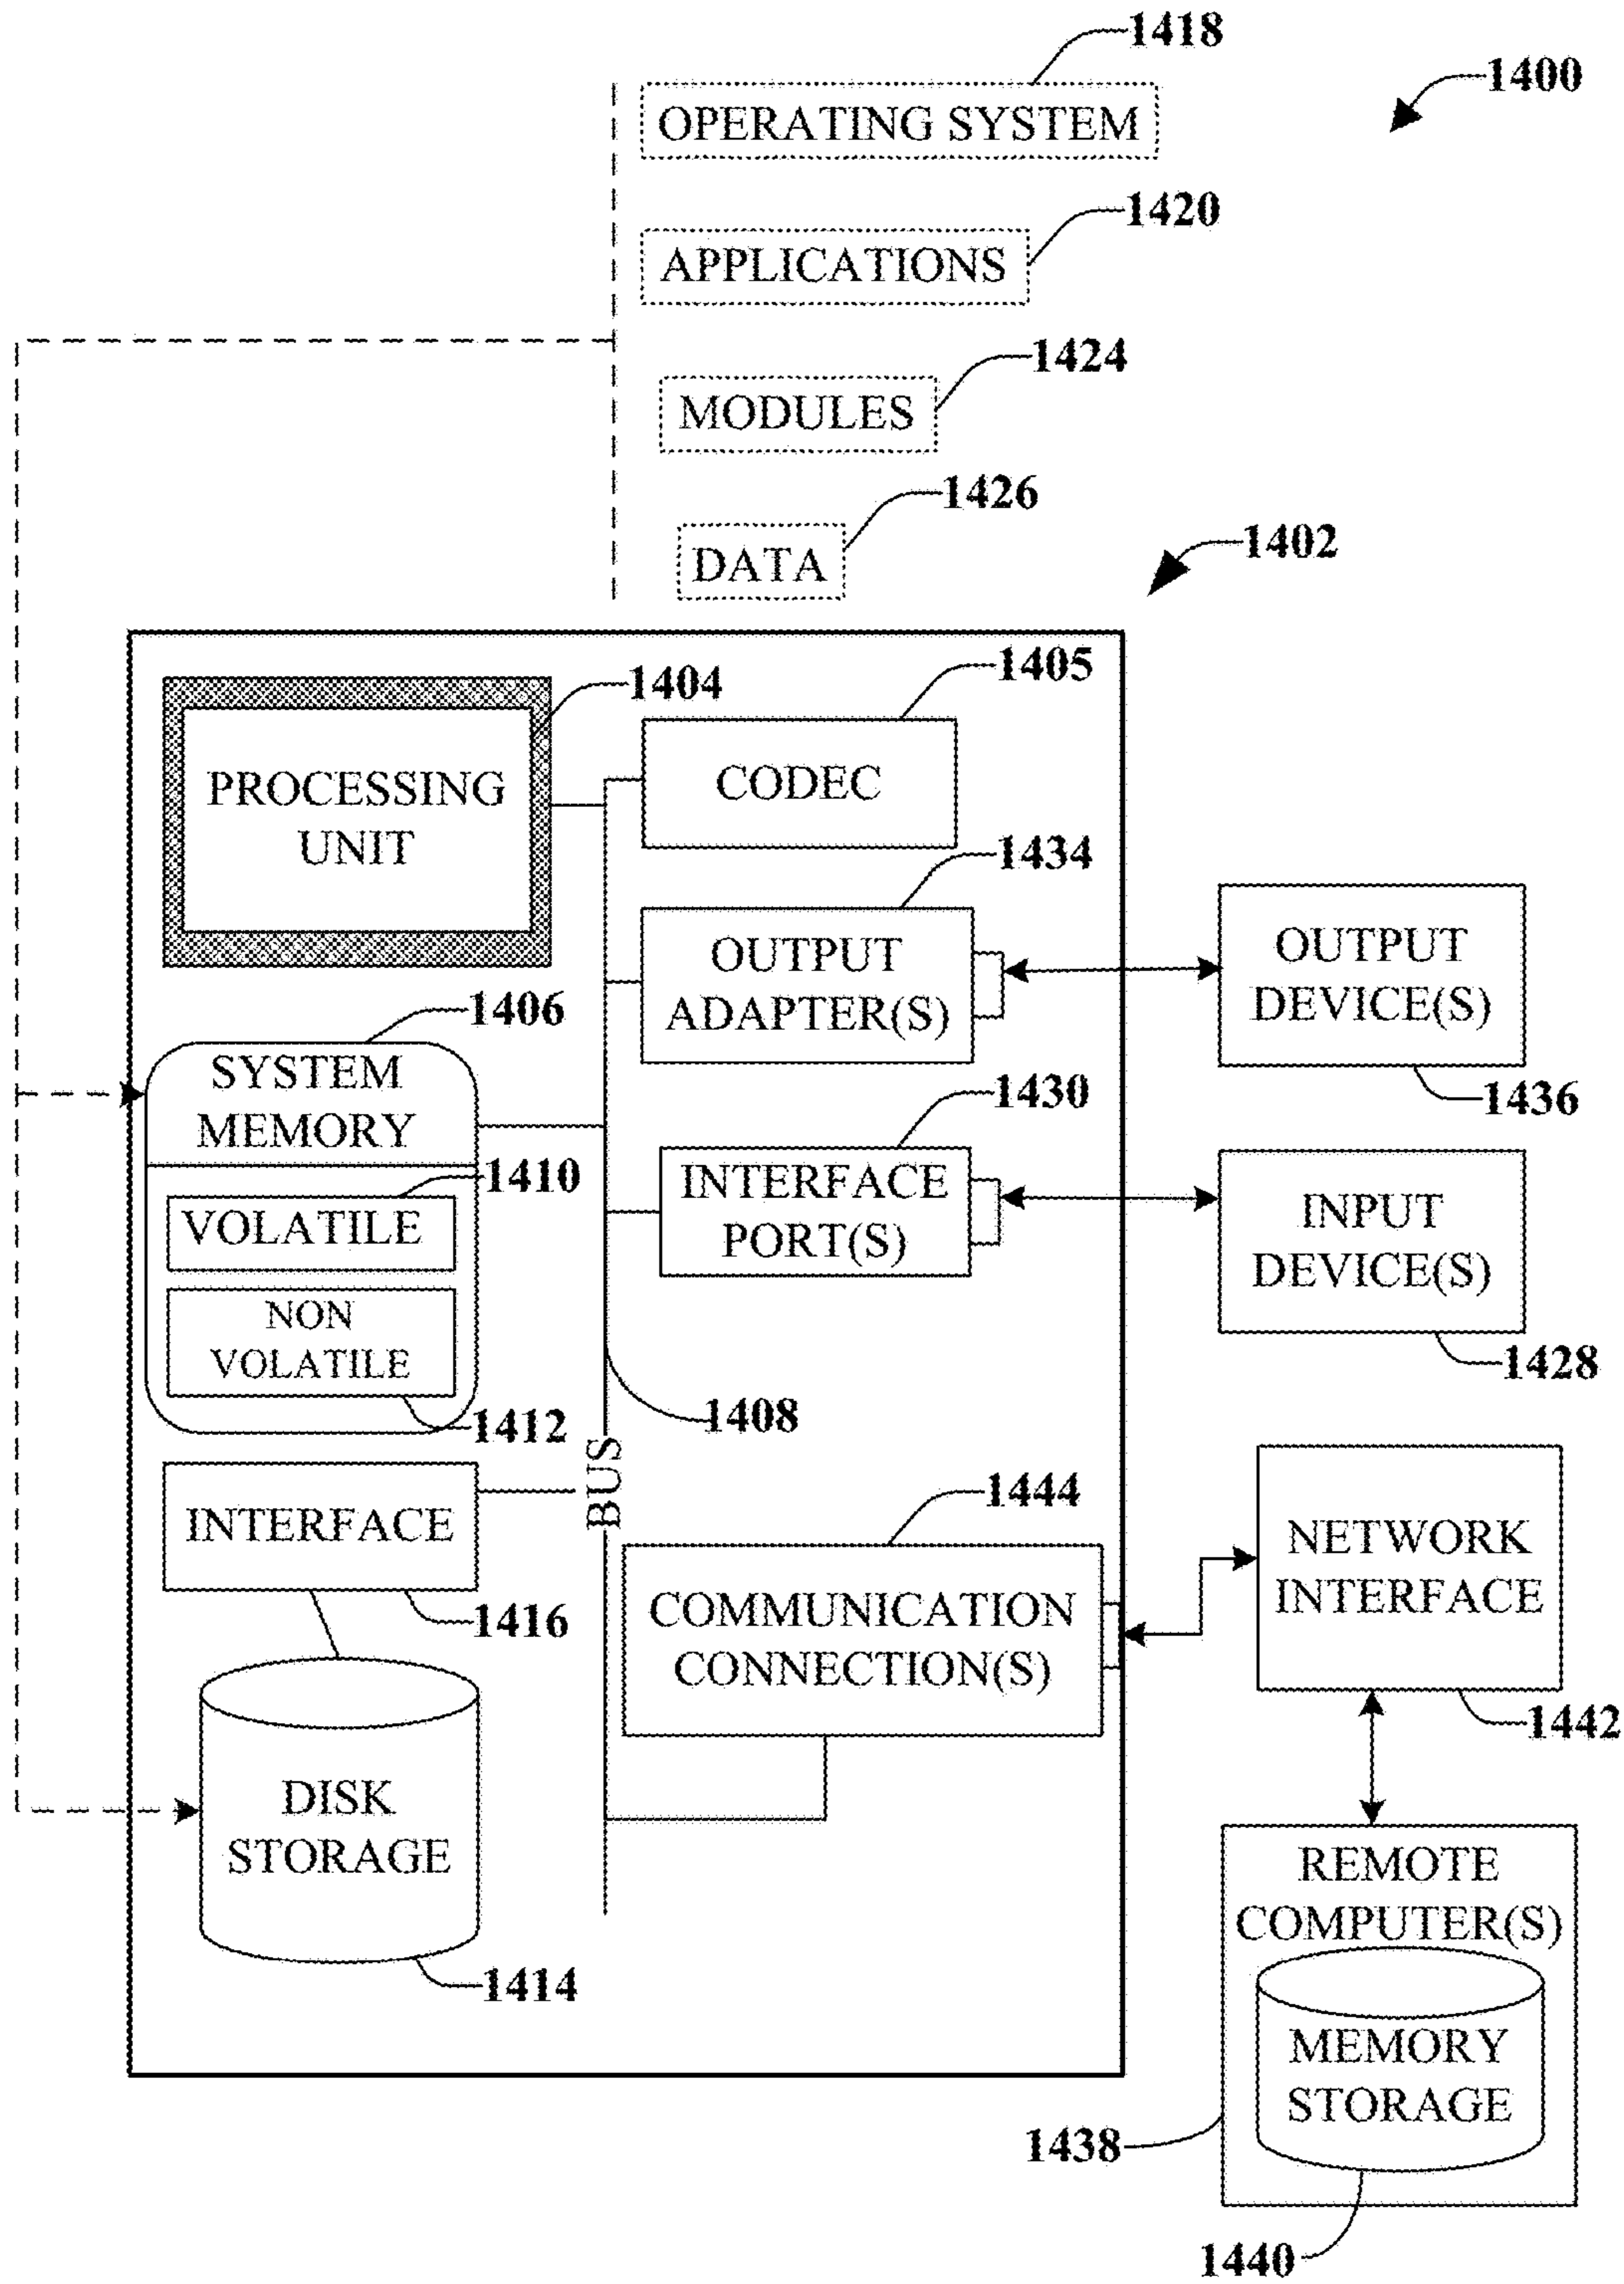 1418
1400
OPERATING SYSTEM
1420
APPLICATIONS
1424
MODULES
1426
1402
DATA
1404
1405
PROCESSING
UNIT
CODEC
1434
OUTPUT
ADAPTER(S)
OUTPUT
DEVICE(S)
1436
1406
SYSTEM
MEMORY
1410
VOLATILE
NON
VOLATILE
1412
1430
INTERFACE
PORT(S)
INPUT
DEVICE(S)
1428
1408
BUS
INTERFACE
1416
1444
COMMUNICATION
CONNECTION(S)
NETWORK
INTERFACE
1442
DISK
STORAGE
1414
REMOTE
COMPUTER(S)
MEMORY
STORAGE
1438
1440